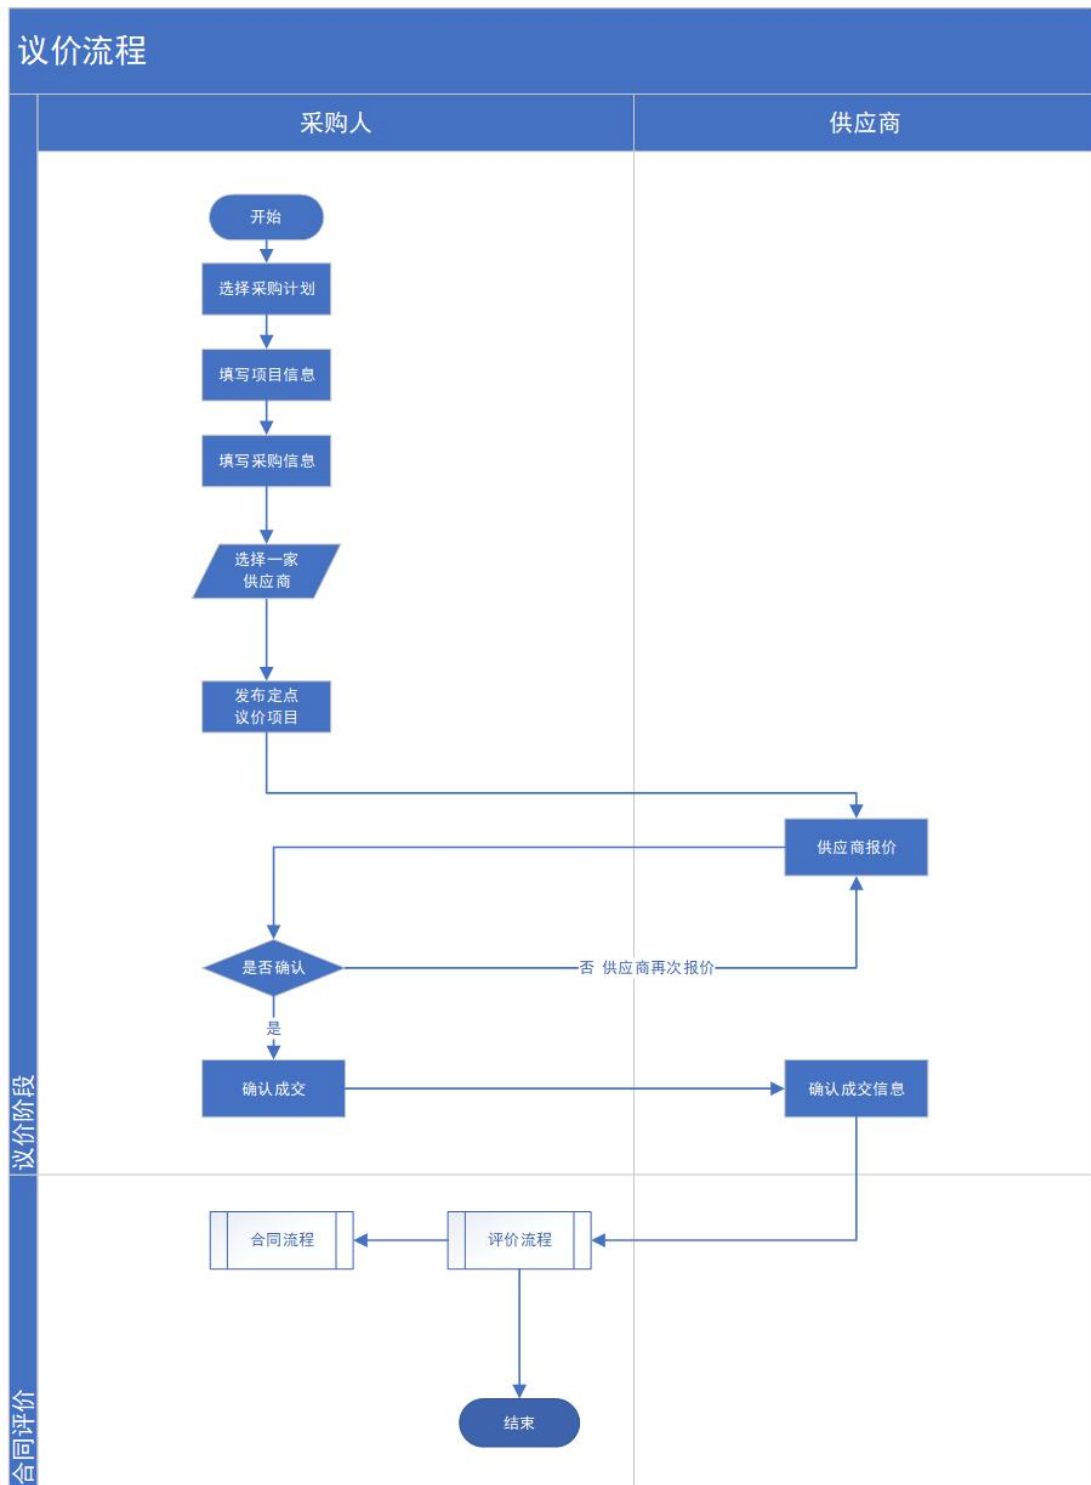 议价流程
采购人
供应商
开始
选择采购计划
填写项目信息
填写采购信息
选择一家
供应商
发布定点
议价项目
供应商报价
是否确认
否 供应商再次报价
是
确认成交
确认成交信息
议价阶段
合同流程
评价流程
结束
合同评价